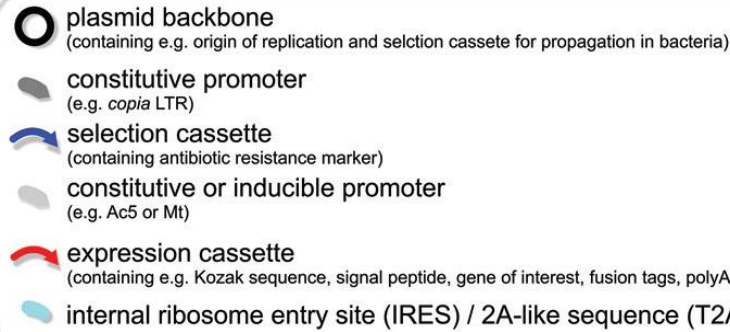 plasmid backbone
(containing e.g. origin of replication and selction cassete for propagation in bacteria)
constitutive promoter
(e.g. copia LTR)
selection cassette
(containing antibiotic resistance marker)
constitutive or inducible promoter
(e.g. Ac5 or Mt)
expression cassette
(containing e.g. Kozak sequence, signal peptide, gene of interest, fusion tags, polyA
internal ribosome entry site (IRES) / 2A-like sequence (T2A